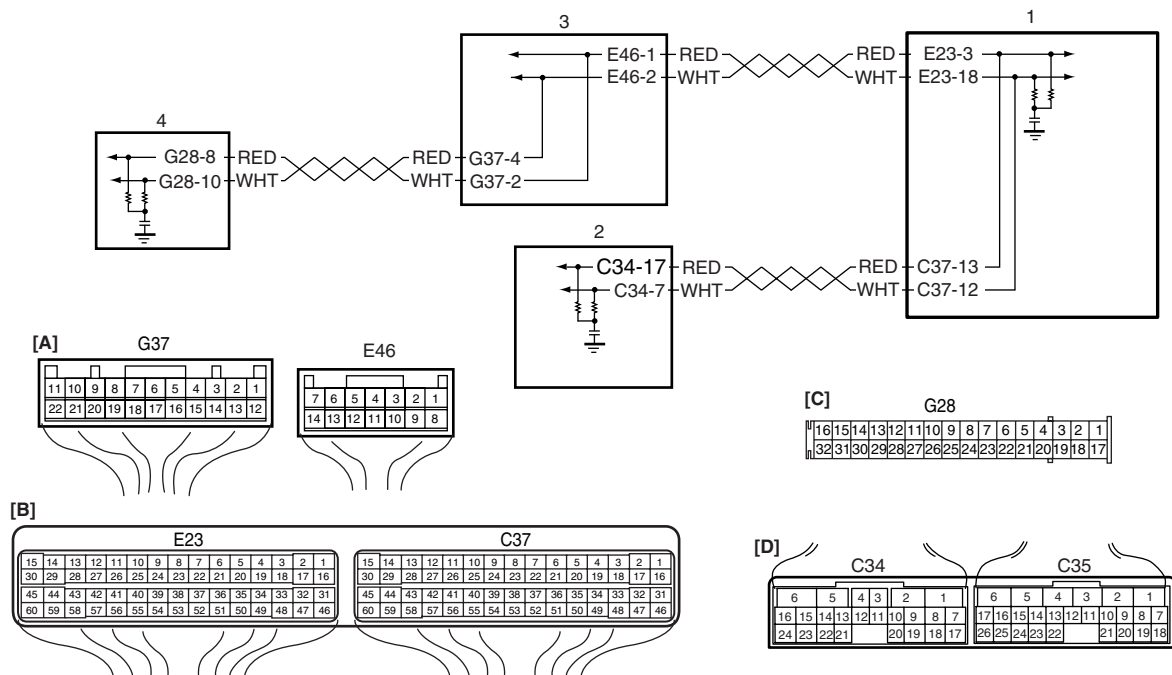 3
1
E46-1 RED RED E23-3
E46-2 WHT WHT E23-18
4
G28-8 RED RED G37-4
G28-10 WHT WHT G37-2
2
C34-17 RED RED C37-13
C34-7 WHT WHT C37-12
[A]
G37
11 10 9 8 7 6 5 4 3 2 1
22 21 20 19 18 17 16 15 14 13 12
E46
7 6 5 4 3 2 1
14 13 12 11 10 9 8
[C]
G28
16 15 14 13 12 11 10 9 8 7 6 5 4 3 2 1
32 31 30 29 28 27 26 25 24 23 22 21 20 19 18 17
[B]
E23
15 14 13 12 11 10 9 8 7 6 5 4 3 2 1
30 29 28 27 26 25 24 23 22 21 20 19 18 17 16
45 44 43 42 41 40 39 38 37 36 35 34 33 32 31
60 59 58 57 56 55 54 53 52 51 50 49 48 47 46
C37
15 14 13 12 11 10 9 8 7 6 5 4 3 2 1
30 29 28 27 26 25 24 23 22 21 20 19 18 17 16
45 44 43 42 41 40 39 38 37 36 35 34 33 32 31
60 59 58 57 56 55 54 53 52 51 50 49 48 47 46
[D]
C34
6 5 4 3 2 1
16 15 14 13 12 11 10 9 8 7
24 23 22 21 20 19 18 17
C35
6 5 4 3 2 1
17 16 15 14 13 12 11 10 9 8 7
26 25 24 23 22 21 20 19 18